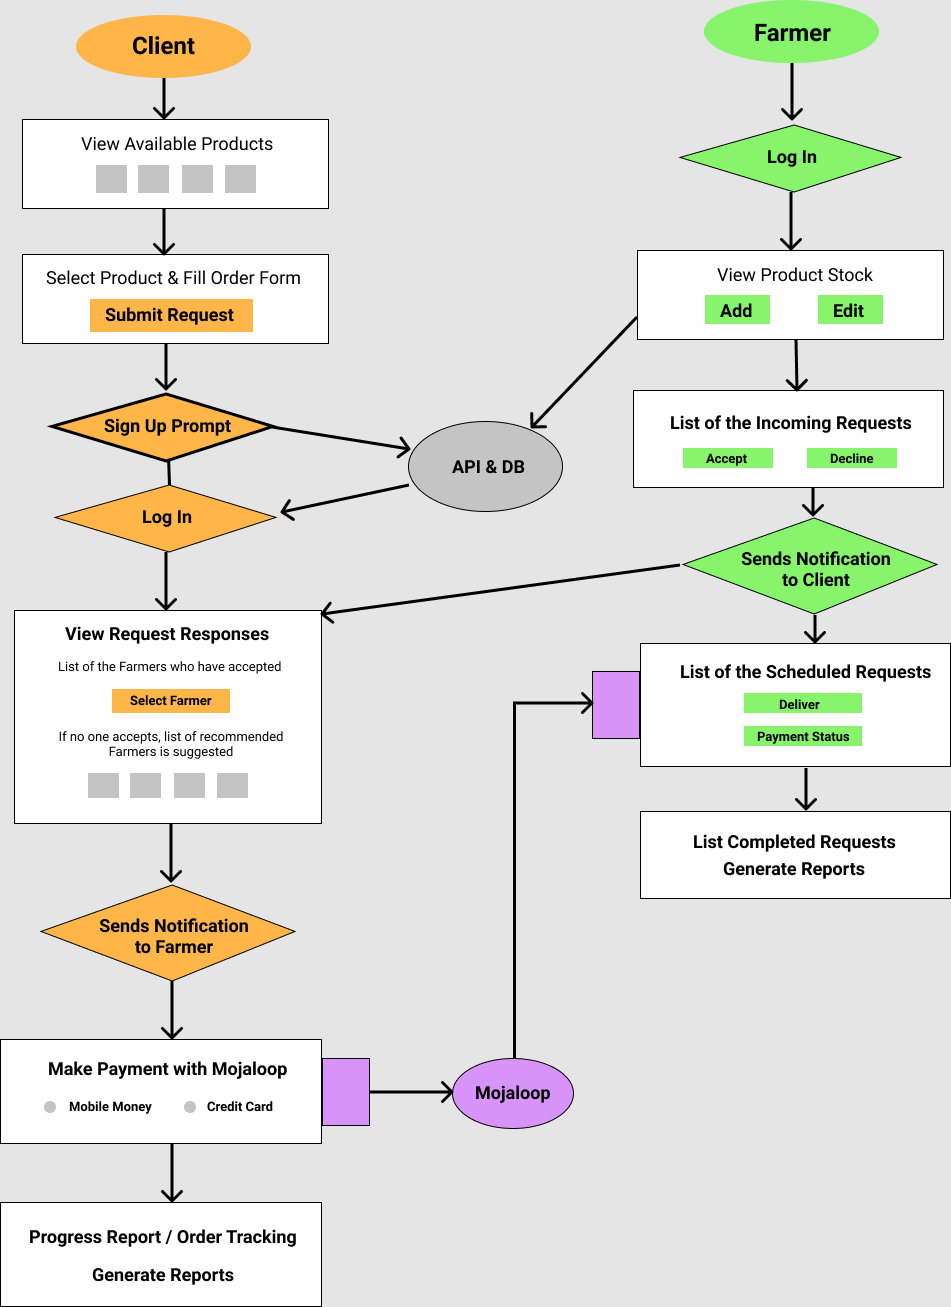 Client
View Available Products
Select Product & Fill Order Form
Submit Request
Sign Up Prompt
Log In
View Request Responses
List of the Farmers who have accepted
Select Farmer
If no one accepts, list of recommended
Farmers is suggested
Sends Notification
to Farmer
Make Payment with Mojaloop
Mobile Money
Credit Card
Progress Report / Order Tracking
Generate Reports
API & DB
Mojaloop
Farmer
Log In
View Product Stock
Add
Edit
List of the Incoming Requests
Accept
Decline
Sends Notification
to Client
List of the Scheduled Requests
Deliver
Payment Status
List Completed Requests
Generate Reports